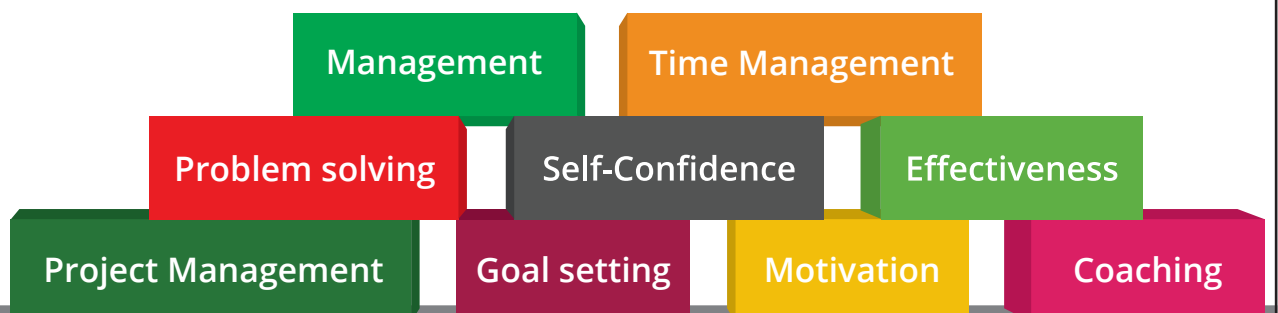 Management
Time Management
Problem solving
Self-Confidence
Effectiveness
Project Management
Goal setting
Motivation
Coaching